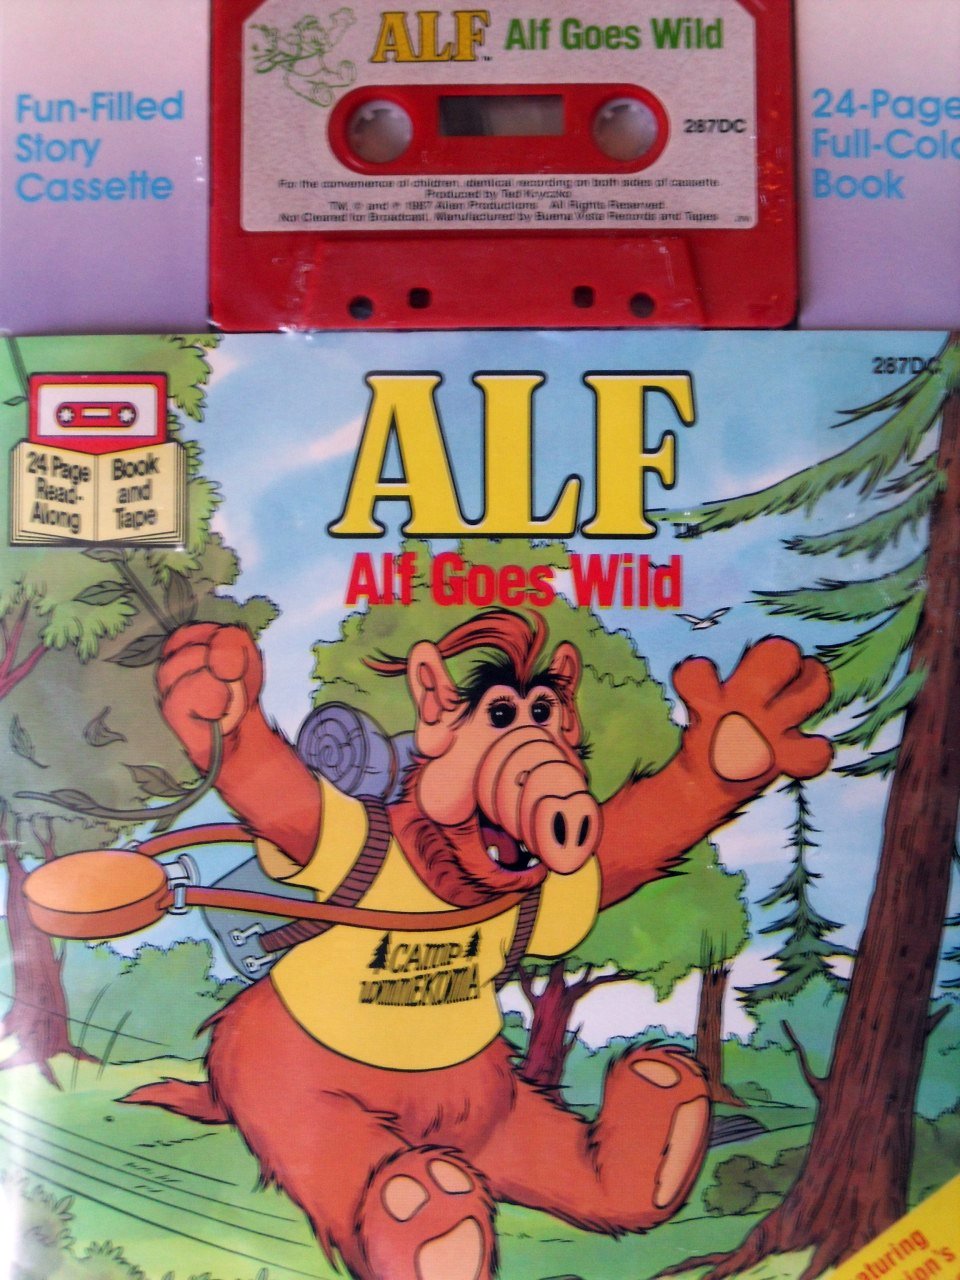 ALF™ Alf Goes Wild
287DC
For the convenience of children, identical recording on both sides of cassette.
Produced by Ted Kryczko
TM, © and ℗ 1987 Alien Productions All Rights Reserved.
Not Cleared for Broadcast. Manufactured by Buena Vista Records and Tapes
Fun-Filled
Story
Cassette
24-Page
Full-Colo
Book
287DC
24 Page
Read-
Along
Book
and
Tape
ALF
TM
Alf Goes Wild
CAMP